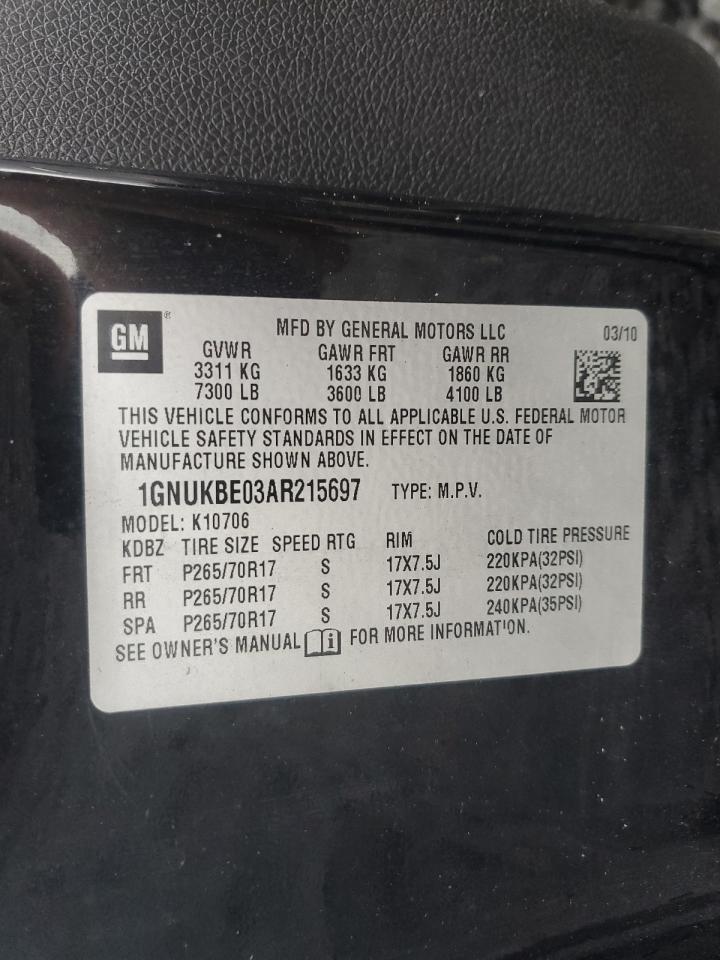 GM ®
MFD BY GENERAL MOTORS LLC 03/10
GVWR GAWR FRT GAWR RR
3311 KG 1633 KG 1860 KG
7300 LB 3600 LB 4100 LB
THIS VEHICLE CONFORMS TO ALL APPLICABLE U.S. FEDERAL MOTOR
VEHICLE SAFETY STANDARDS IN EFFECT ON THE DATE OF
MANUFACTURE SHOWN ABOVE.
1GNUKBE03AR215697 TYPE: M.P.V.
MODEL: K10706
KDBZ TIRE SIZE SPEED RTG RIM COLD TIRE PRESSURE
FRT P265/70R17 S 17X7.5J 220KPA(32PSI)
RR P265/70R17 S 17X7.5J 220KPA(32PSI)
SPA P265/70R17 S 17X7.5J 240KPA(35PSI)
SEE OWNER'S MANUAL i FOR MORE INFORMATION.